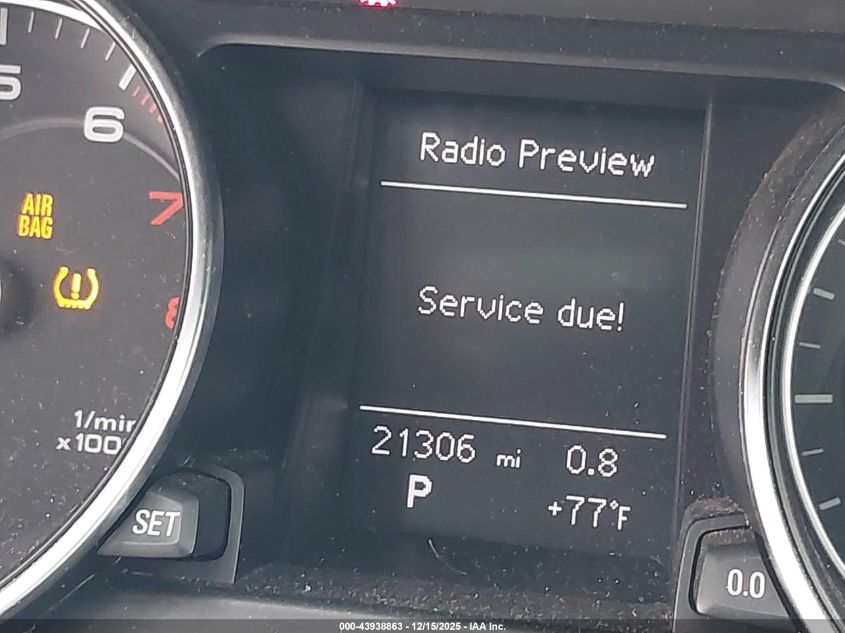 5
6
7
8
AIR
BAG
1/min
x100
Radio Preview
Service due!
21306 mi 0.8
P +77°F
SET
0.0
000-43938863 - 12/15/2025 - IAA Inc.